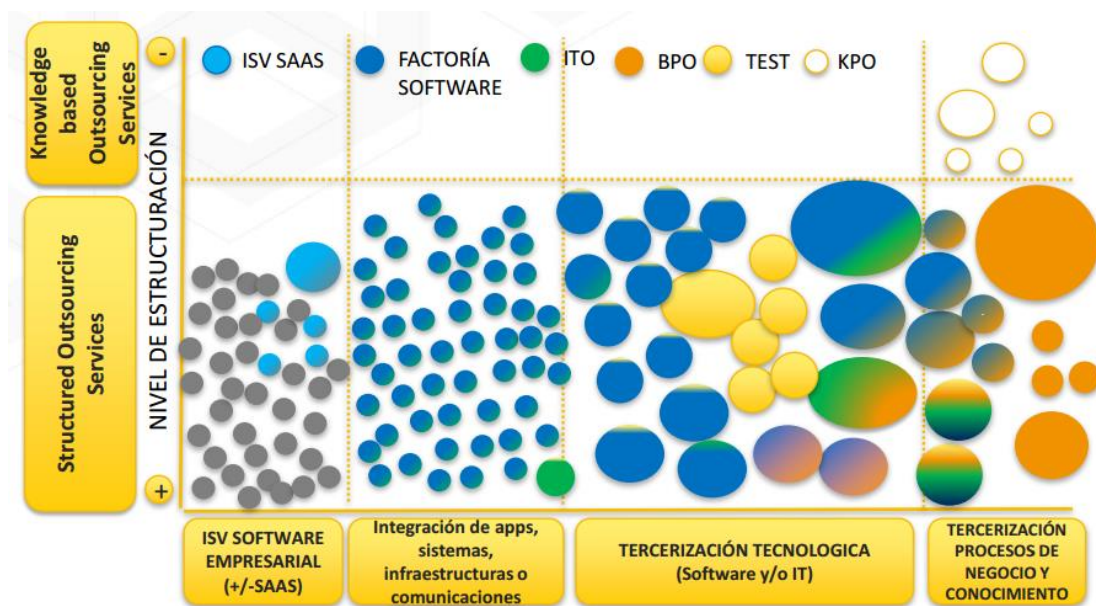 Knowledge
based
Outsourcing
Services
Structured Outsourcing
Services
NIVEL DE ESTRUCTURACIÓN
-
+
ISV SAAS
FACTORÍA
SOFTWARE
ITO
BPO
TEST
KPO
ISV SOFTWARE
EMPRESARIAL
(+/-SAAS)
Integración de apps,
sistemas,
infraestructuras o
comunicaciones
TERCERIZACIÓN TECNOLOGICA
(Software y/o IT)
TERCERIZACIÓN
PROCESOS DE
NEGOCIO Y
CONOCIMIENTO